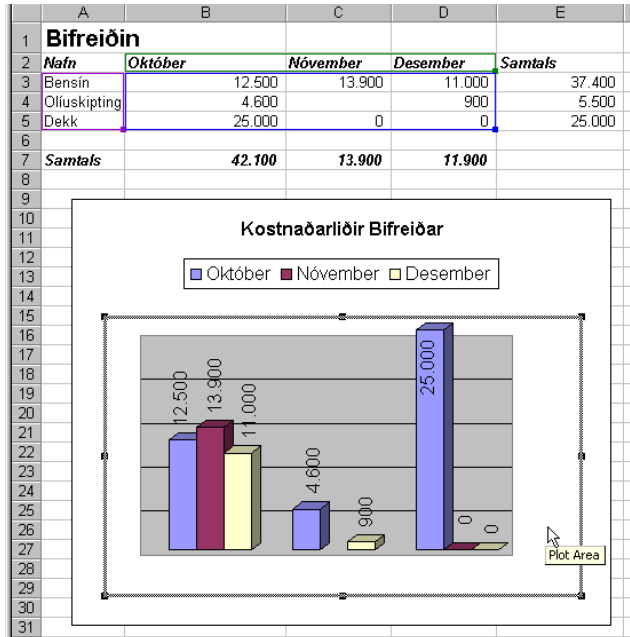 A B C D E
1 Bifreiðin
2 Nafn Október Nóvember Desember Samtals
3 Bensín 12.500 13.900 11.000 37.400
4 Olíuskipting 4.600 900 5.500
5 Dekk 25.000 0 0 25.000
6
7 Samtals 42.100 13.900 11.900
8
9
10
11
12
13
14
15
16
17
18
19
20
21
22
23
24
25
26
27
28
29
30
31
Kostnaðarliðir Bifreiðar
Október Nóvember Desember
12.500 13.900 11.000 4.600 900 25.000 0 0
Plot Area